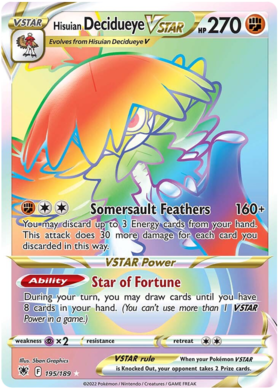 VSTAR Hisuian Decidueye VSTAR HP 270
Evolves from Hisuian Decidueye V
Somersault Feathers 160+
You may discard up to 3 Energy cards from your hand.
This attack does 30 more damage for each card you
discarded in this way.
VSTAR Power
Ability Star of Fortune
During your turn, you may draw cards until you have
8 cards in your hand. (You can't use more than 1 VSTAR
Power in a game.)
weakness ×2 resistance retreat
Illus. 5ban Graphics
VSTAR rule When your Pokémon VSTAR
is Knocked Out, your opponent takes 2 Prize cards.
F 195/189
©2022 Pokémon / Nintendo / Creatures / GAME FREAK